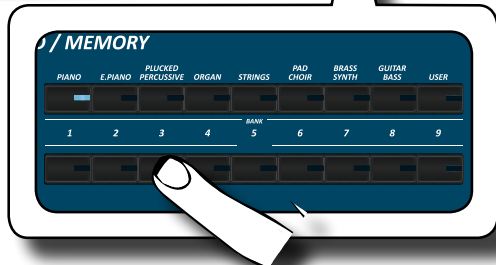 / MEMORY
PIANO E.PIANO PLUCKED PERCUSSIVE ORGAN STRINGS PAD CHOIR BRASS SYNTH GUITAR BASS USER
BANK
1 2 3 4 5 6 7 8 9